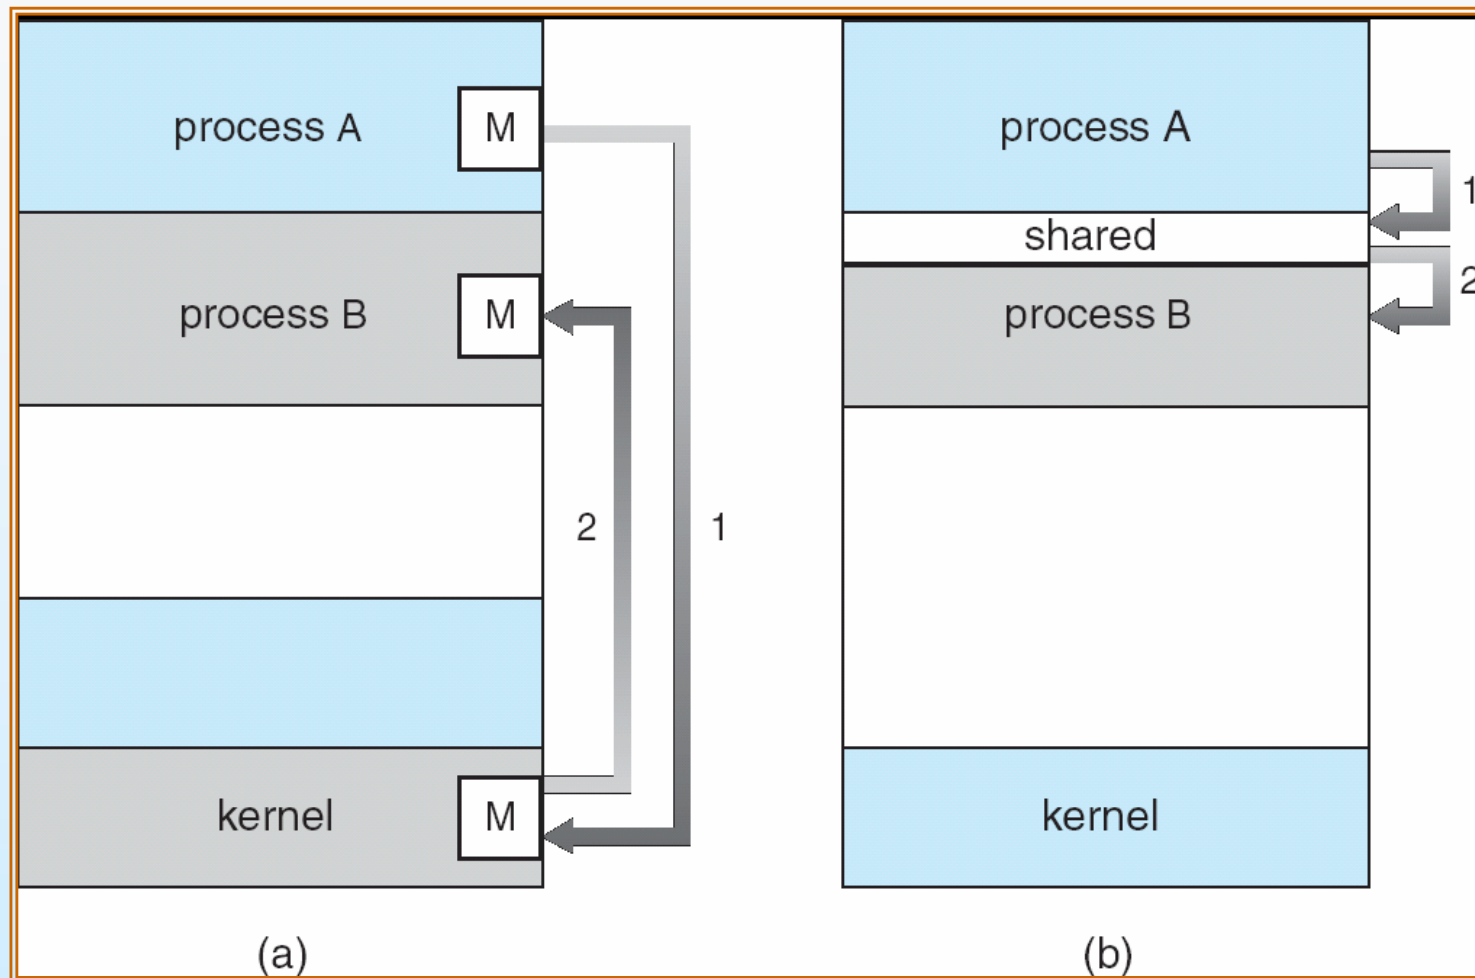 process A
M
process B
M
2
1
kernel
M
(a)
process A
1
shared
2
process B
kernel
(b)